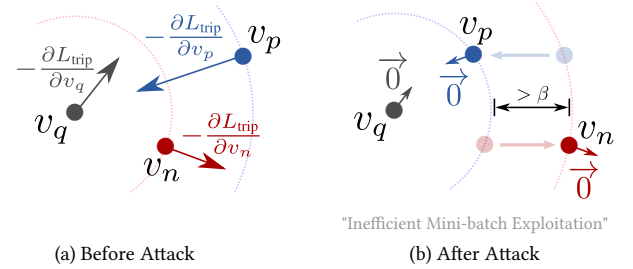 − ∂L_trip/∂v_q
− ∂L_trip/∂v_p
v_p
v_q
− ∂L_trip/∂v_n
v_n
(a) Before Attack
v_p
0⃗
0⃗
v_q
> β
v_n
0⃗
"Inefficient Mini-batch Exploitation"
(b) After Attack